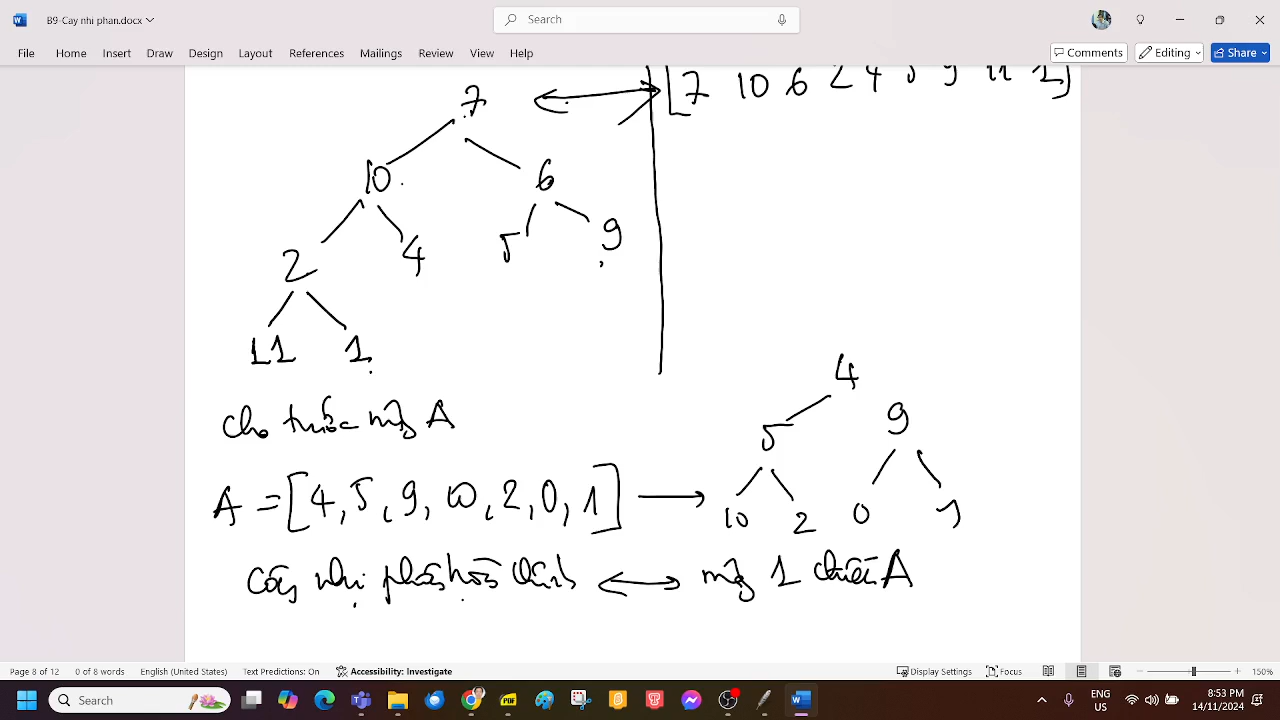 B9-Cay nhi phan.docx
Search
File Home Insert Draw Design Layout References Mailings Review View Help
Comments Editing Share
[7 10 6 2 4 5 9 11 1]
7
10 6
2 4 5 9
11 1
4
5 9
10 2 0 1
cho trước mảng A
A = [4, 5, 9, 10, 2, 0, 1]
Cây nhị phân hoàn chỉnh ⟷ mảng 1 chiều A
Page 8 of 12 0 of 8 words English (United States) Text Predictions: On Accessibility: Investigate Display Settings Focus 150%
Search
PDF
ENG
US
8:53 PM
14/11/2024